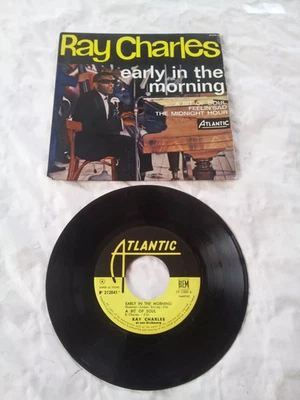 Ray Charles
early in the
morning
A BIT OF SOUL
FEELIN' SAD
THE MIDNIGHT HOUR
ATLANTIC
ATLANTIC
BIEM
EARLY IN THE MORNING
A BIT OF SOUL
RAY CHARLES